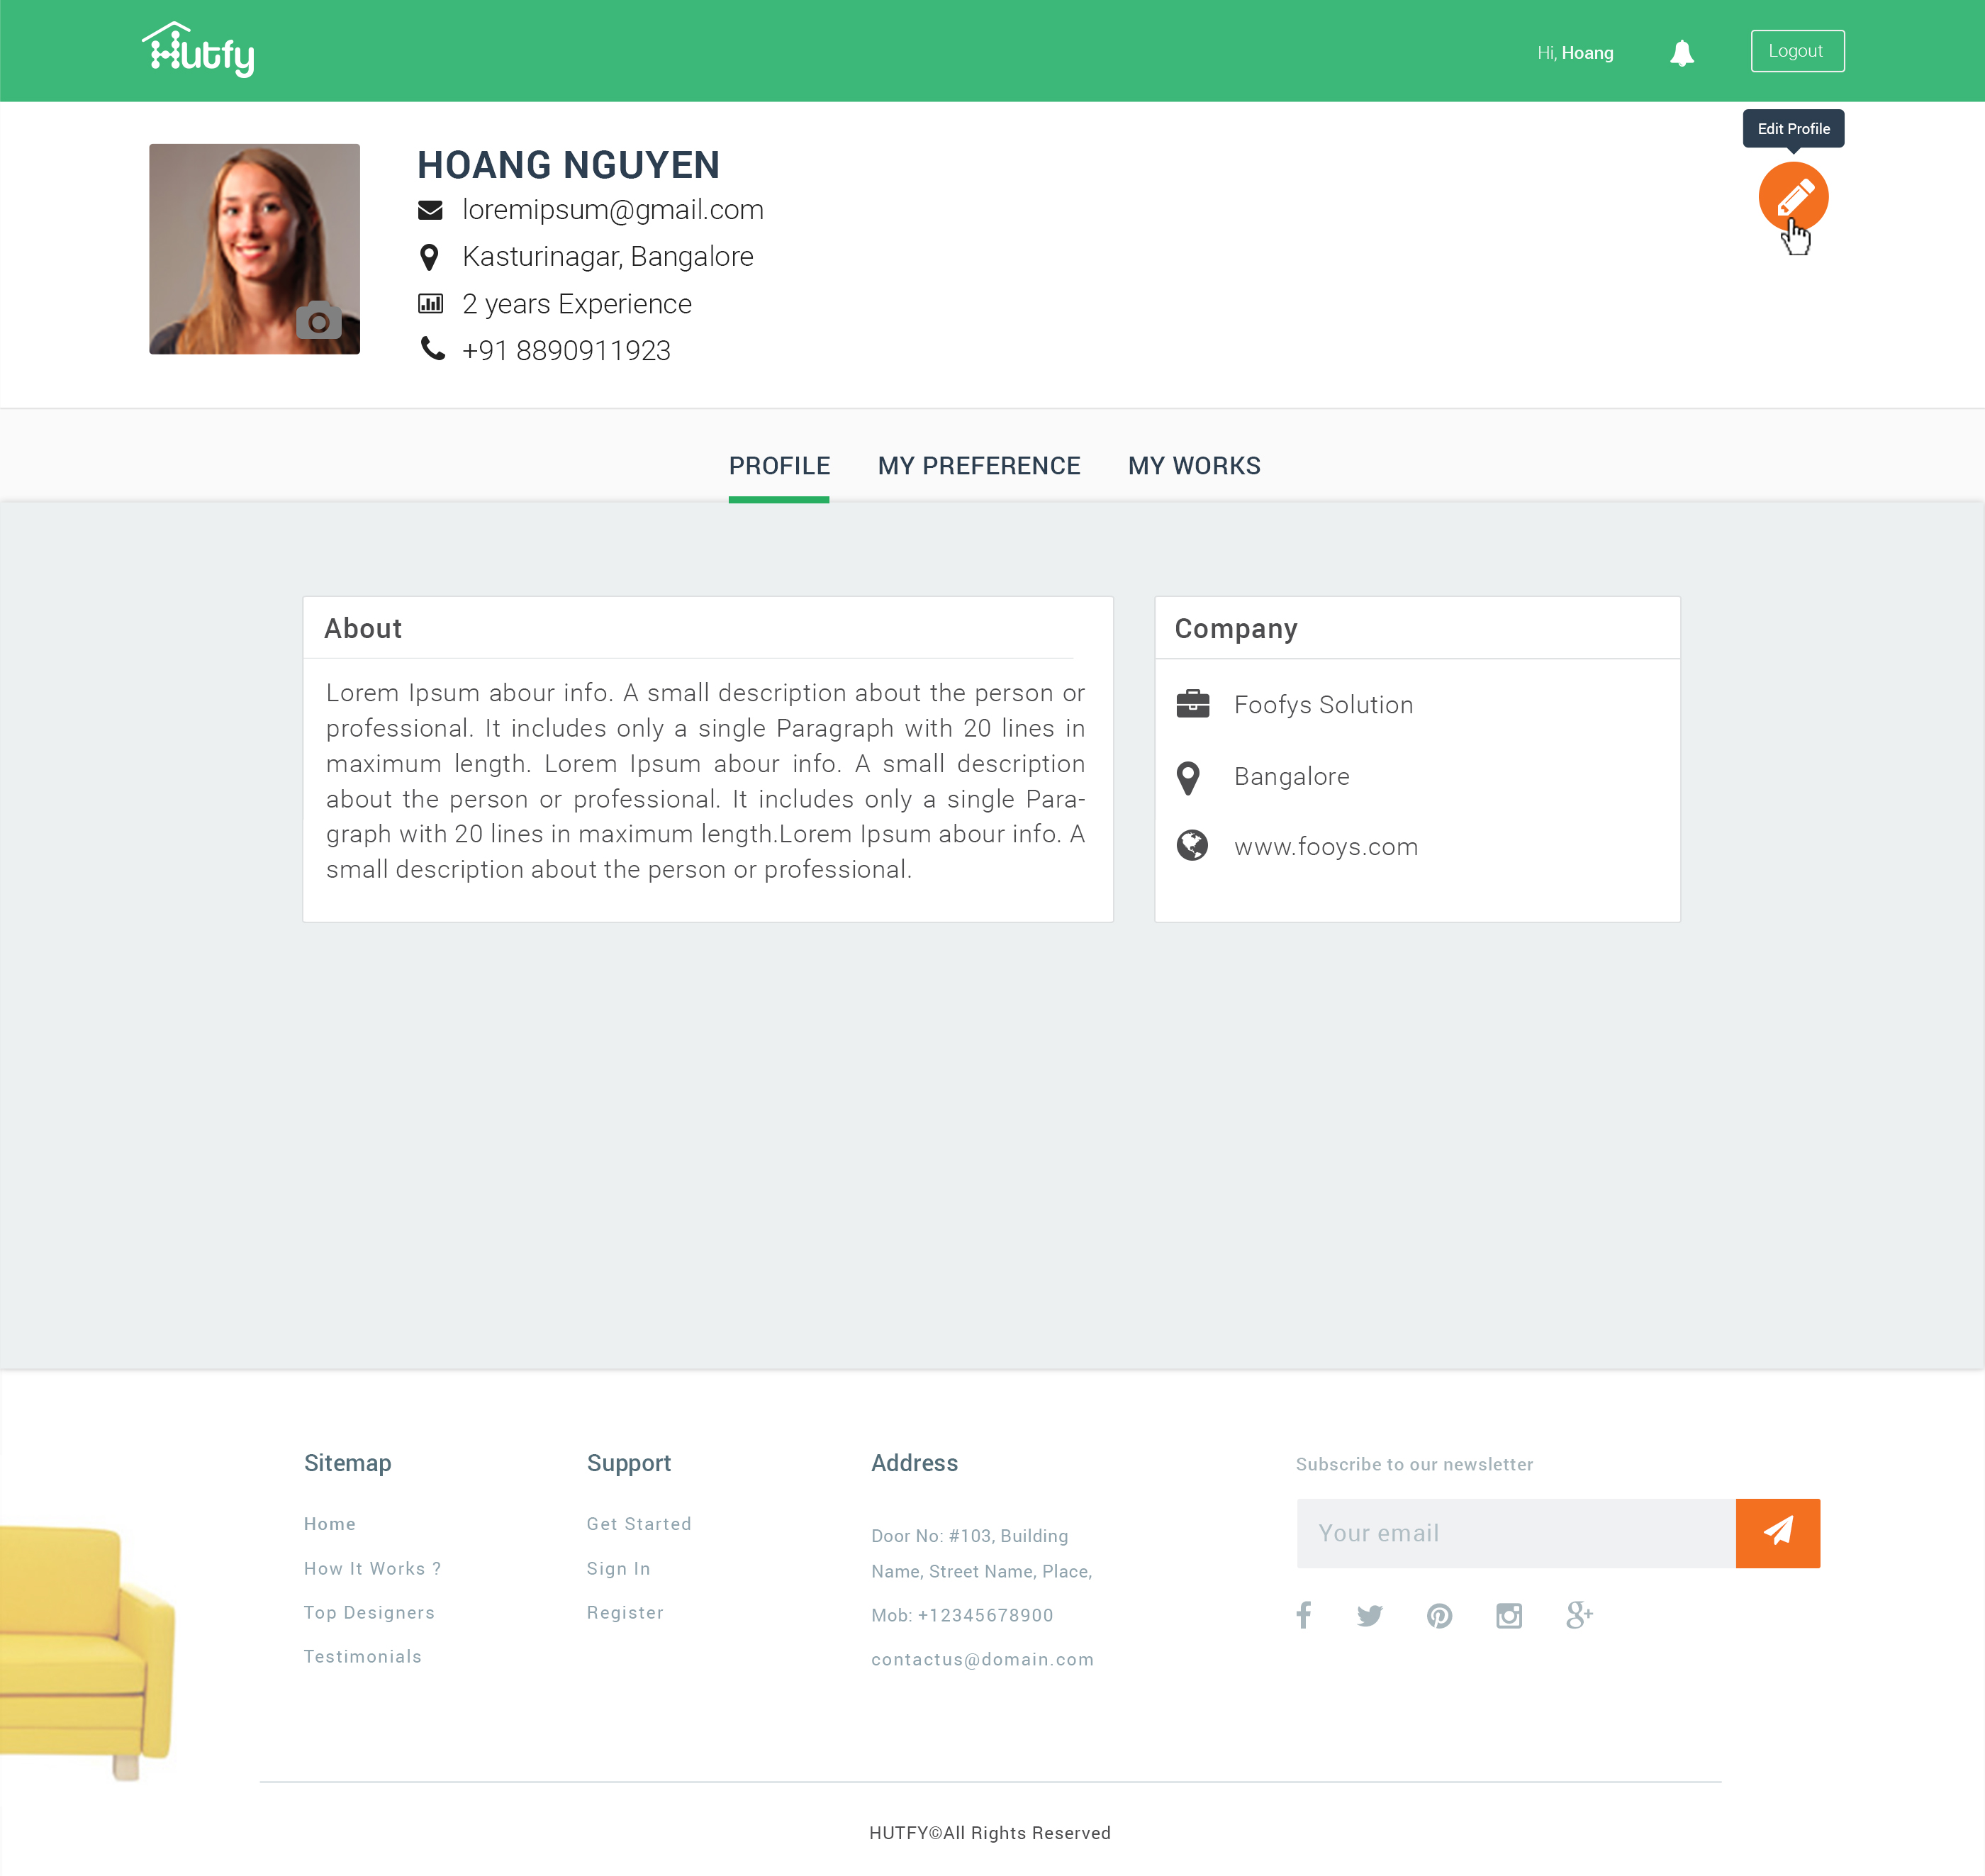 Hutfy
Hi, Hoang
Logout
Edit Profile
HOANG NGUYEN
loremipsum@gmail.com
Kasturinagar, Bangalore
2 years Experience
+91 8890911923
PROFILE
MY PREFERENCE
MY WORKS
About
Lorem Ipsum abour info. A small description about the person or
professional. It includes only a single Paragraph with 20 lines in
maximum length. Lorem Ipsum abour info. A small description
about the person or professional. It includes only a single Para-
graph with 20 lines in maximum length.Lorem Ipsum abour info. A
small description about the person or professional.
Company
Foofys Solution
Bangalore
www.fooys.com
Sitemap
Home
How It Works ?
Top Designers
Testimonials
Support
Get Started
Sign In
Register
Address
Door No: #103, Building
Name, Street Name, Place,
Mob: +12345678900
contactus@domain.com
Subscribe to our newsletter
Your email
HUTFY©All Rights Reserved